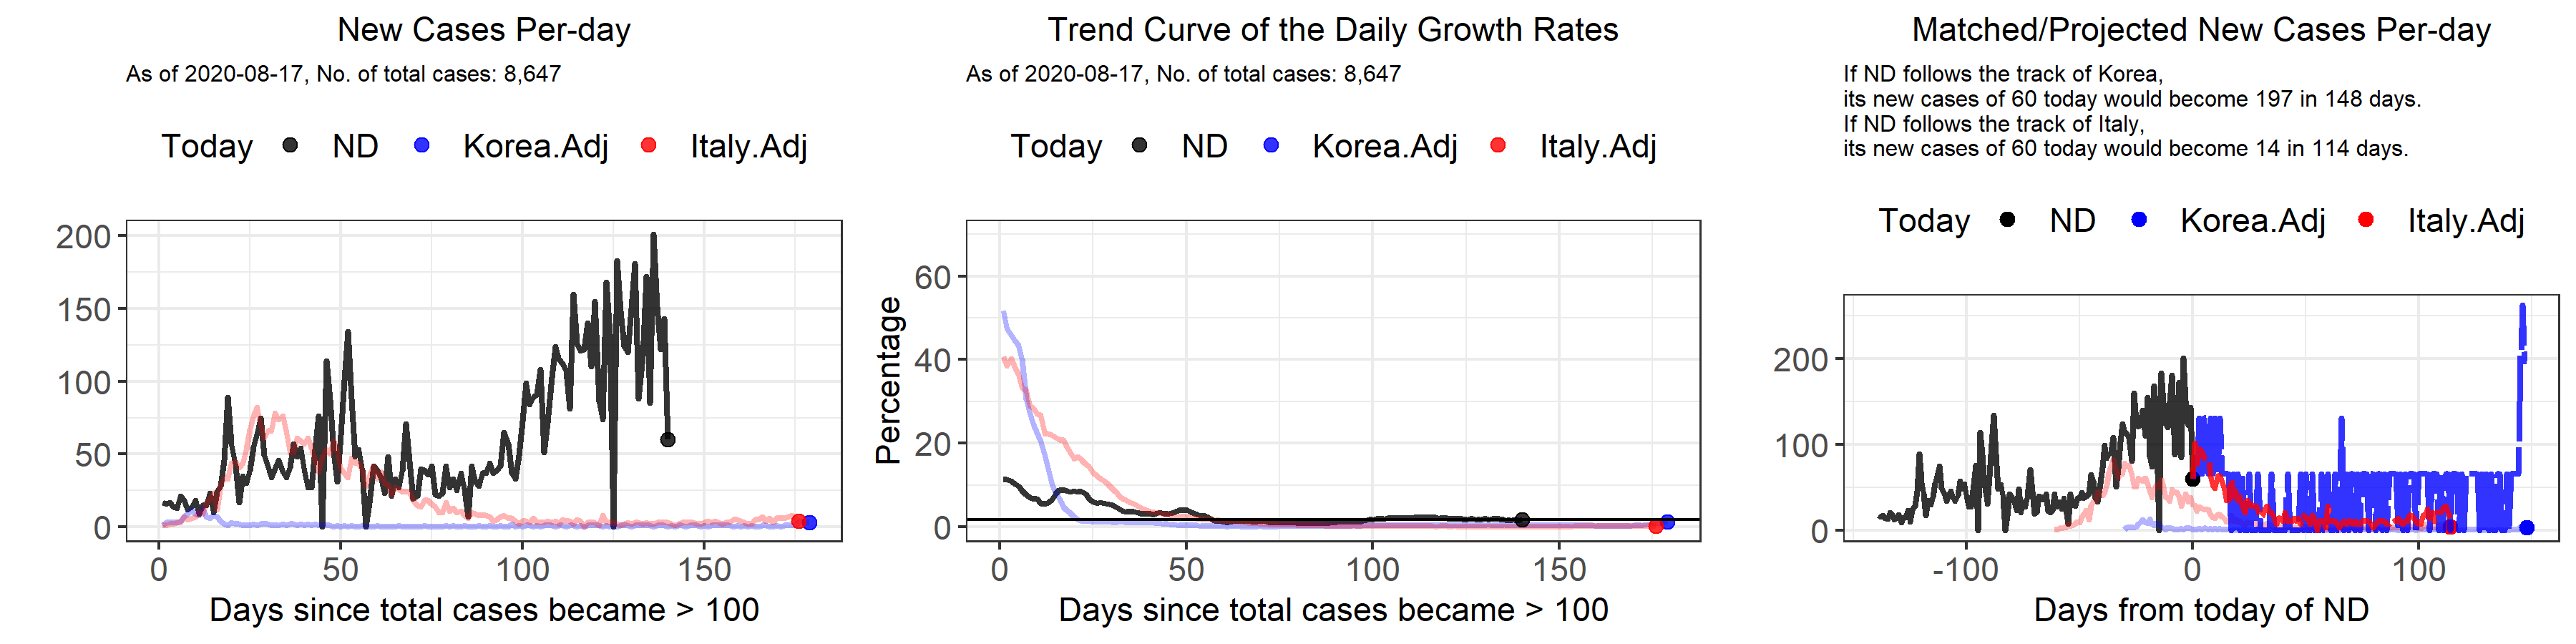 New Cases Per-day
As of 2020-08-17, No. of total cases: 8,647
Today ND Korea.Adj Italy.Adj
200
150
100
50
0
0 50 100 150
Days since total cases became > 100
Trend Curve of the Daily Growth Rates
As of 2020-08-17, No. of total cases: 8,647
Today ND Korea.Adj Italy.Adj
Percentage
60
40
20
0
0 50 100 150
Days since total cases became > 100
Matched/Projected New Cases Per-day
If ND follows the track of Korea,
its new cases of 60 today would become 197 in 148 days.
If ND follows the track of Italy,
its new cases of 60 today would become 14 in 114 days.
Today ND Korea.Adj Italy.Adj
200
100
0
-100 0 100
Days from today of ND